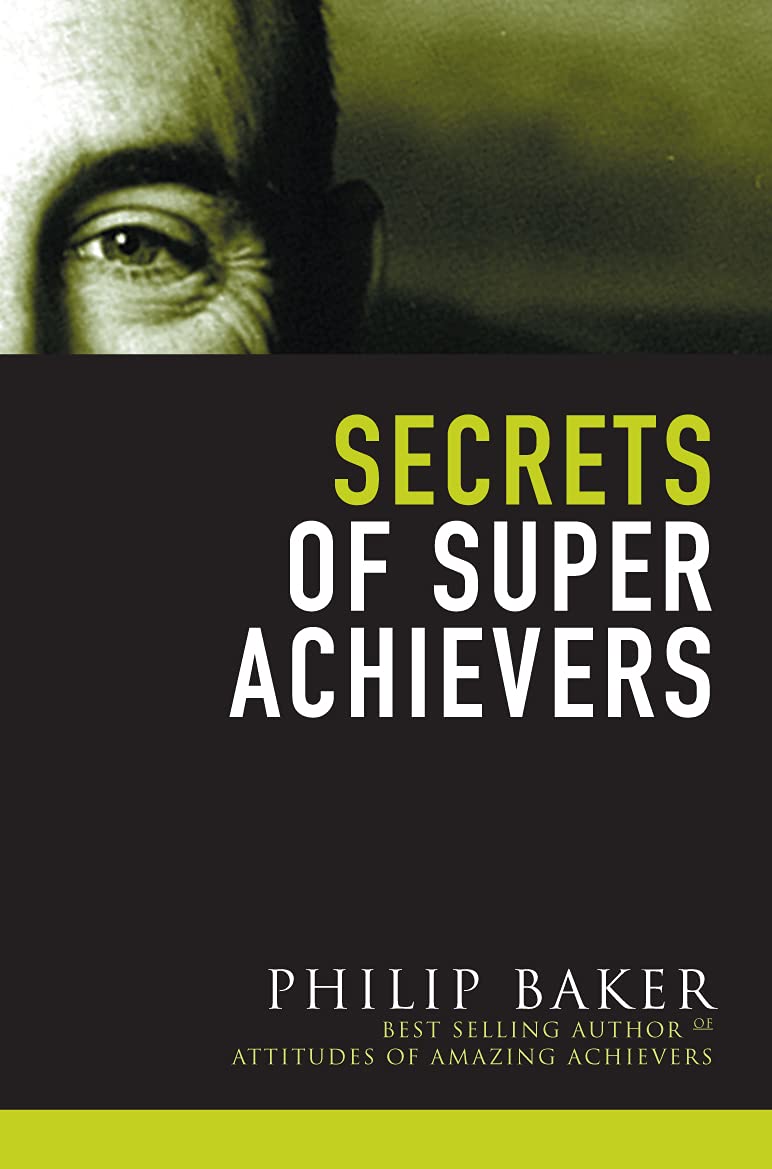 SECRETS
OF SUPER
ACHIEVERS
PHILIP BAKER
BEST SELLING AUTHOR OF
ATTITUDES OF AMAZING ACHIEVERS